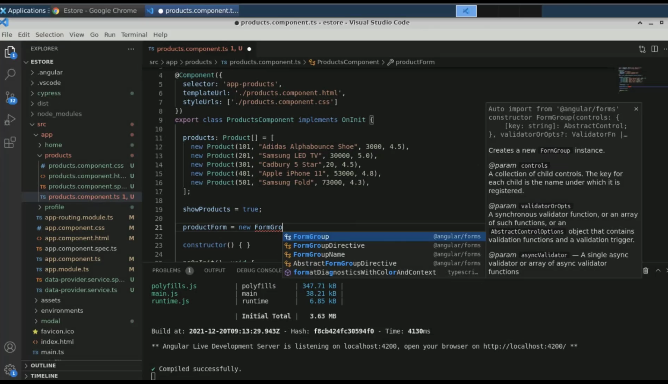 Applications
Estore - Google Chrome
products.component.t...
products.component.ts - estore - Visual Studio Code
File Edit Selection View Go Run Terminal Help
EXPLORER
ESTORE
.angular
.vscode
cypress
dist
node_modules
src
app
home
products
products.component.css
products.component.ht...
products.component.sp...
products.component.ts 1, U
profile
app-routing.module.ts M
app.component.css M
app.component.html M
app.component.spec.ts
app.component.ts M
app.module.ts M
data-provider.service.sp...
data-provider.service.ts U
assets
environments
modal
favicon.ico
index.html
main.ts
OUTLINE
TIMELINE
products.component.ts 1, U
src > app > products > products.component.ts > ProductsComponent > productForm
4 @Component({
5 selector: 'app-products',
6 templateUrl: './products.component.html',
7 styleUrls: ['./products.component.css']
8 })
9 export class ProductsComponent implements OnInit {
10
11 products: Product[] = [
12 new Product(101, "Adidas Alphabounce Shoe", 3000, 4.5),
13 new Product(201, "Samsung LED TV", 30000, 5.0),
14 new Product(301, "Cadbury 5 Star",20, 4.5),
15 new Product(401, "Apple iPhone 11", 53000, 4.8),
16 new Product(501, "Samsung Fold", 73000, 4.3),
17 ];
18
19 showProducts = true;
20
21 productForm = new FormGro
22
23 constructor() { }
24
FormGroup @angular/forms
FormGroupDirective @angular/forms
FormGroupName @angular/forms
AbstractFormGroupDirective @angular/forms
formatDiagnosticsWithColorAndContext typescri…
Auto import from '@angular/forms'
constructor FormGroup(controls: {
[key: string]: AbstractControl;
}, validatorOrOpts?: ValidatorFn |…
Creates a new FormGroup instance.
@param controls
A collection of child controls. The key for
each child is the name under which it is
registered.
@param validatorOrOpts
A synchronous validator function, or an array
of such functions, or an
AbstractControlOptions object that contains
validation functions and a validation trigger.
@param asyncValidator — A single async
validator or array of async validator
functions
PROBLEMS 1 OUTPUT DEBUG CONSOLE
polyfills.js | polyfills | 347.71 kB |
main.js | main | 38.21 kB |
runtime.js | runtime | 6.85 kB |
| Initial Total | 3.63 MB
Build at: 2021-12-20T09:13:29.943Z - Hash: f8cb424fc30594f0 - Time: 4130ms
** Angular Live Development Server is listening on localhost:4200, open your browser on http://localhost:4200/ **
✔ Compiled successfully.